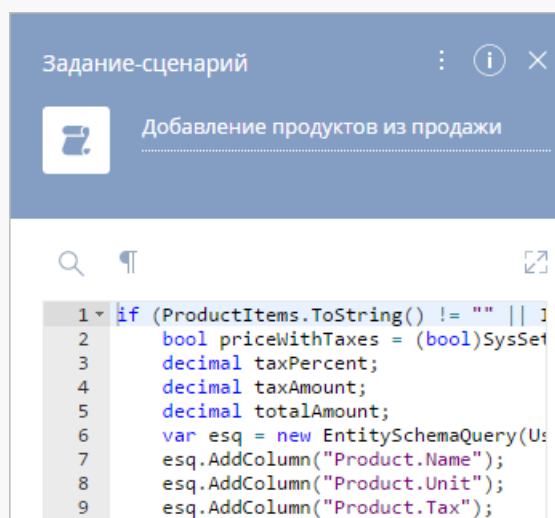 Задание-сценарий
Добавление продуктов из продажи
1 if (ProductItems.ToString() != "" ||
2 bool priceWithTaxes = (bool)SysSet
3 decimal taxPercent;
4 decimal taxAmount;
5 decimal totalAmount;
6 var esq = new EntitySchemaQuery(Us
7 esq.AddColumn("Product.Name");
8 esq.AddColumn("Product.Unit");
9 esq.AddColumn("Product.Tax");